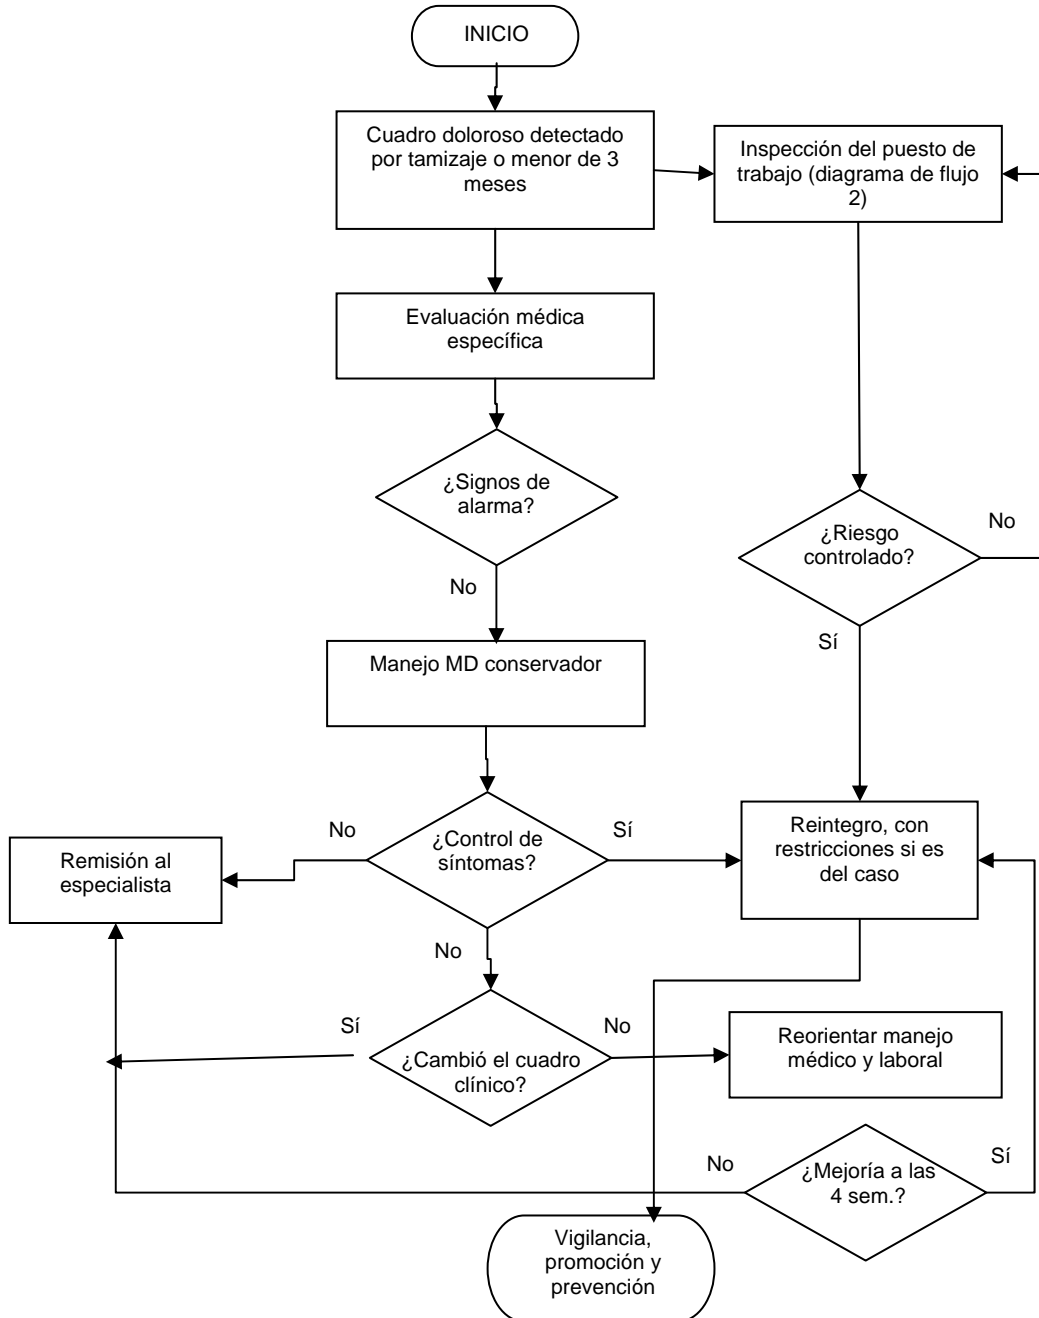 INICIO
Cuadro doloroso detectado
por tamizaje o menor de 3
meses
Inspección del puesto de
trabajo (diagrama de flujo
2)
Evaluación médica
específica
¿Signos de
alarma?
No
¿Riesgo
controlado?
No
Sí
Manejo MD conservador
No
¿Control de
síntomas?
Sí
Remisión al
especialista
Reintegro, con
restricciones si es
del caso
No
Sí
¿Cambió el cuadro
clínico?
No
Reorientar manejo
médico y laboral
No
¿Mejoría a las
4 sem.?
Sí
Vigilancia,
promoción y
prevención